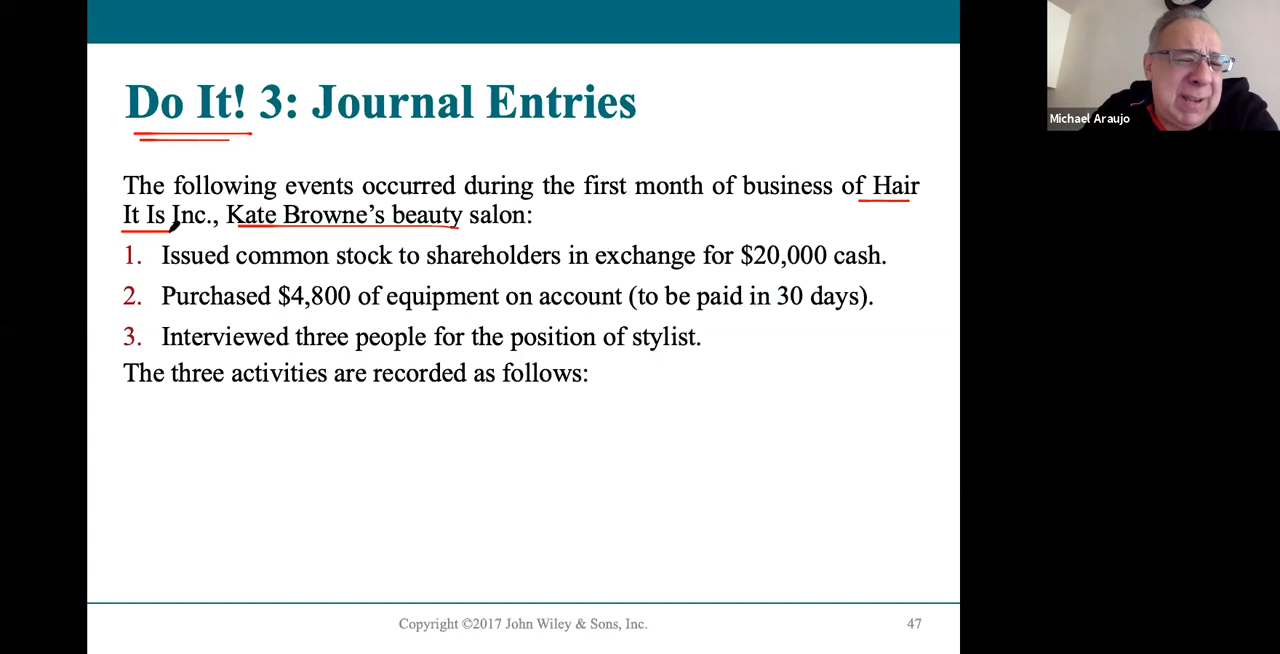 Do It! 3: Journal Entries
Michael Araujo
The following events occurred during the first month of business of Hair
It Is Inc., Kate Browne’s beauty salon:
1. Issued common stock to shareholders in exchange for $20,000 cash.
2. Purchased $4,800 of equipment on account (to be paid in 30 days).
3. Interviewed three people for the position of stylist.
The three activities are recorded as follows:
Copyright ©2017 John Wiley & Sons, Inc.
47